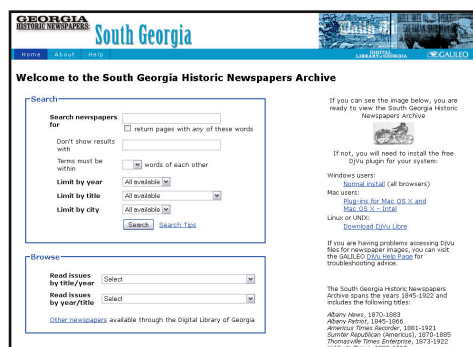 GEORGIA
HISTORIC NEWSPAPERS
South Georgia
DIGITAL
LIBRARY of GEORGIA
GALILEO
Home About Help
Welcome to the South Georgia Historic Newspapers Archive
Search
Search newspapers
for
return pages with any of these words
Don't show results
with
Terms must be
within
words of each other
Limit by year
All available
Limit by title
All available
Limit by city
All available
Search
Search Tips
Browse
Read issues
by title/year
Select
Read issues
by year/title
Select
Other newspapers available through the Digital Library of Georgia
If you can see the image below, you are
ready to view the South Georgia Historic
Newspapers Archive
If not, you will need to install the free
DjVu plugin for your system:
Windows users:
Normal install (all browsers)
Mac users:
Plug-ins for Mac OS X and
Mac OS X - Intel
Linux or UNIX:
Download DjVu Libre
If you are having problems accessing DjVu
files for newspaper images, you can visit
the GALILEO DjVu Help Page for
troubleshooting advice.
The South Georgia Historic Newspapers
Archive spans the years 1845-1922 and
includes the following titles:
Albany News, 1870-1883
Albany Patriot, 1845-1866
Americus Times Recorder, 1881-1921
Sumter Republican (Americus), 1870-1885
Thomasville Times Enterprise, 1873-1922